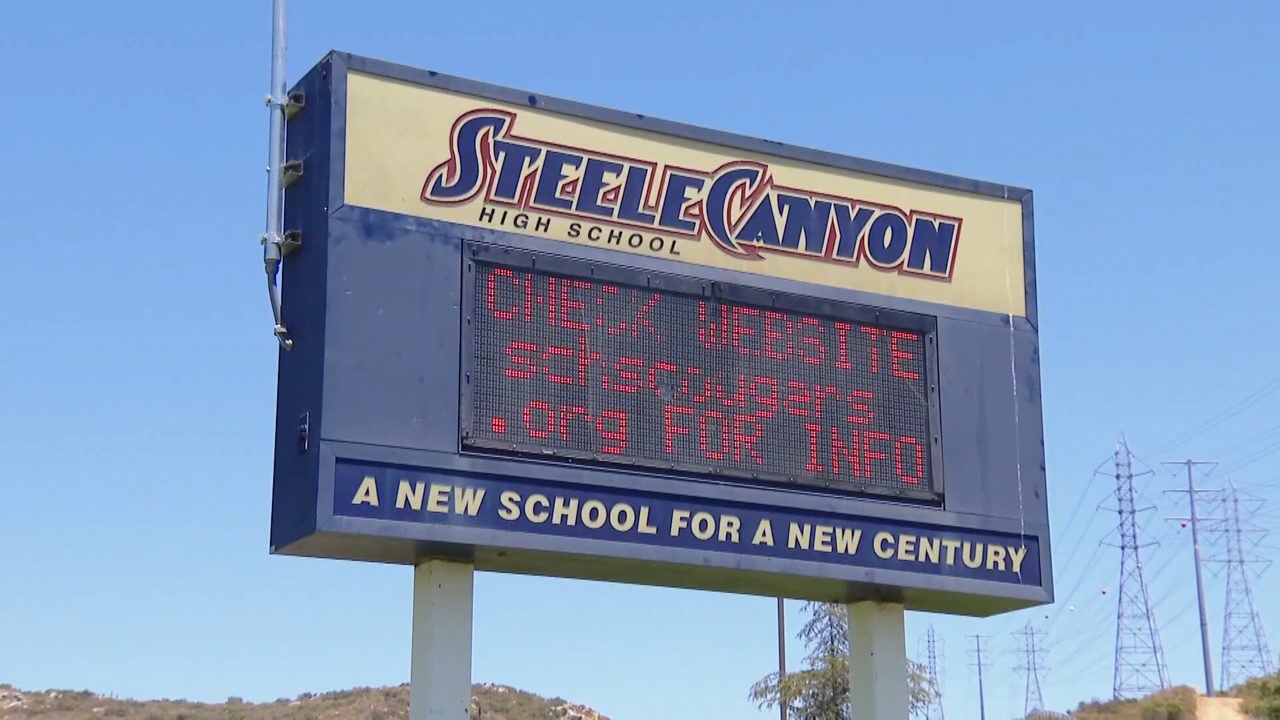 STEELE CANYON
HIGH SCHOOL
CHECK WEBSITE
schscougars
.org FOR INFO
A NEW SCHOOL FOR A NEW CENTURY